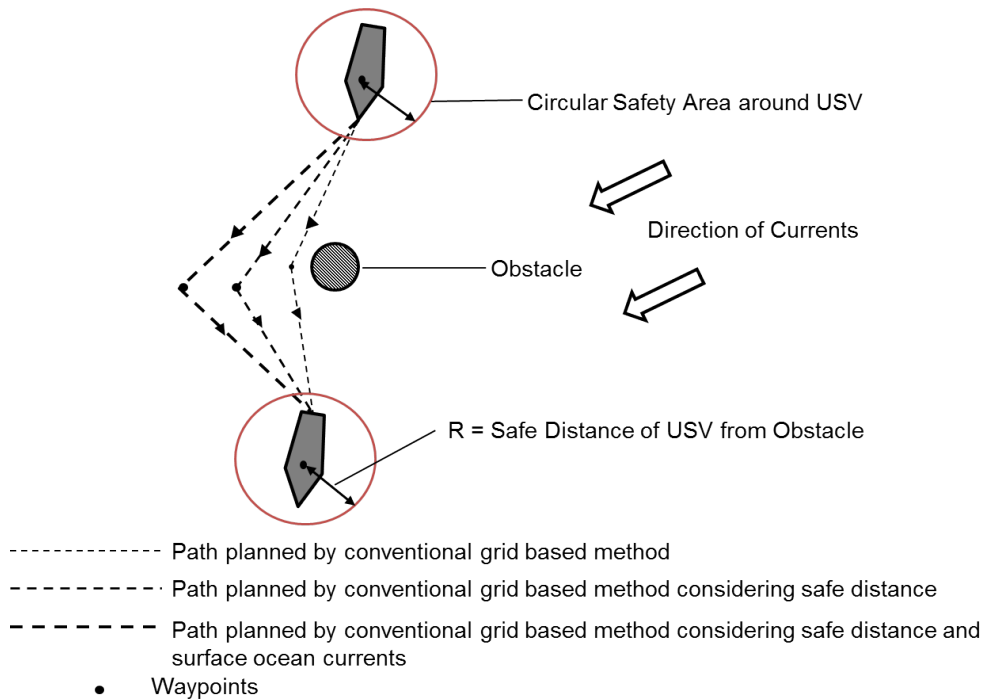 Circular Safety Area around USV
Direction of Currents
Obstacle
R = Safe Distance of USV from Obstacle
Path planned by conventional grid based method
Path planned by conventional grid based method considering safe distance
Path planned by conventional grid based method considering safe distance and
surface ocean currents
Waypoints